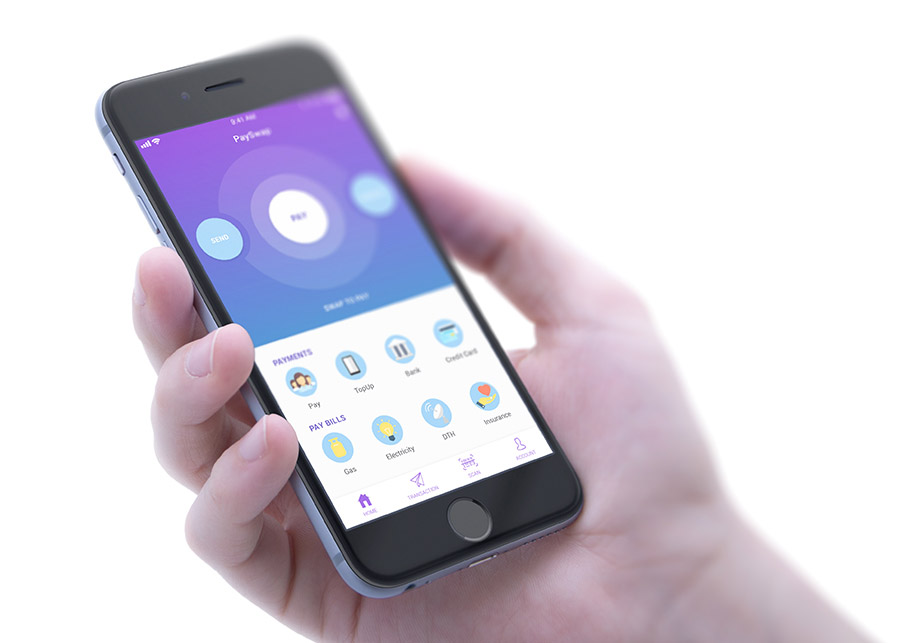 9:41 AM
PaySwap
SEND
PAY
SWAP TO PAY
PAYMENTS
Pay
TopUp
Bank
Credit Card
PAY BILLS
Gas
Electricity
DTH
Insurance
HOME
TRANSACTION
SCAN
ACCOUNT